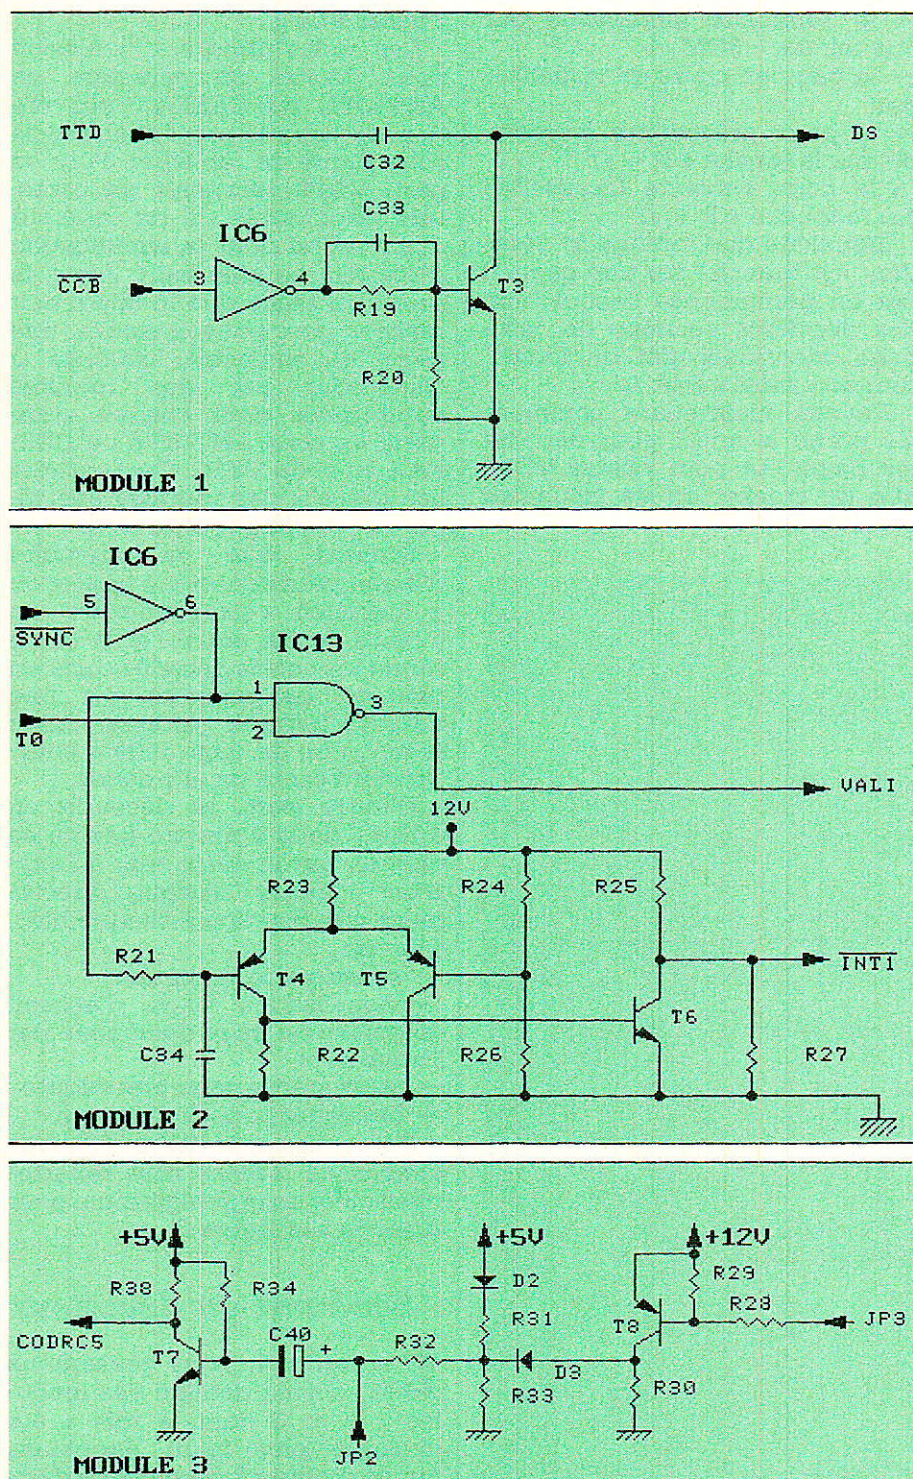 TTD
DS
C32
C33
IC6
CCB
3
4
T3
R19
R20
MODULE 1
IC6
5
6
SYNC
IC13
1
3
2
T0
VALI
12V
R23
R24
R25
R21
T4
T5
INT1
T6
C34
R22
R26
R27
MODULE 2
+5V
+5V
+12V
R38
R34
D2
R29
R31
R28
CODRC5
C40
+
R32
T8
JP3
T7
D3
R33
R30
JP2
MODULE 3